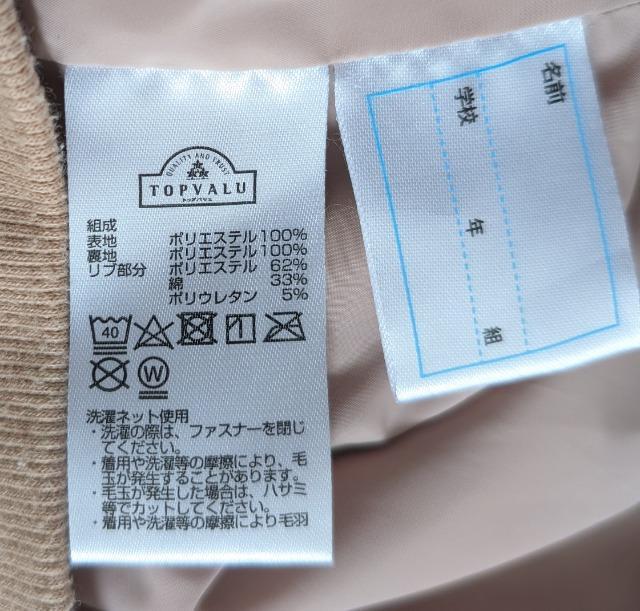 QUALITY AND TRUST
TOPVALU
トップバリュ
組成
表地 ポリエステル100%
裏地 ポリエステル100%
リブ部分 ポリエステル 62%
綿 33%
ポリウレタン 5%
40
W
洗濯ネット使用
・洗濯の際は、ファスナーを閉じ
てください。
・着用や洗濯等の摩擦により、毛
玉が発生することがあります。
・毛玉が発生した場合は、ハサミ
等でカットしてください。
・着用や洗濯等の摩擦により毛羽
名前
学校
年 組